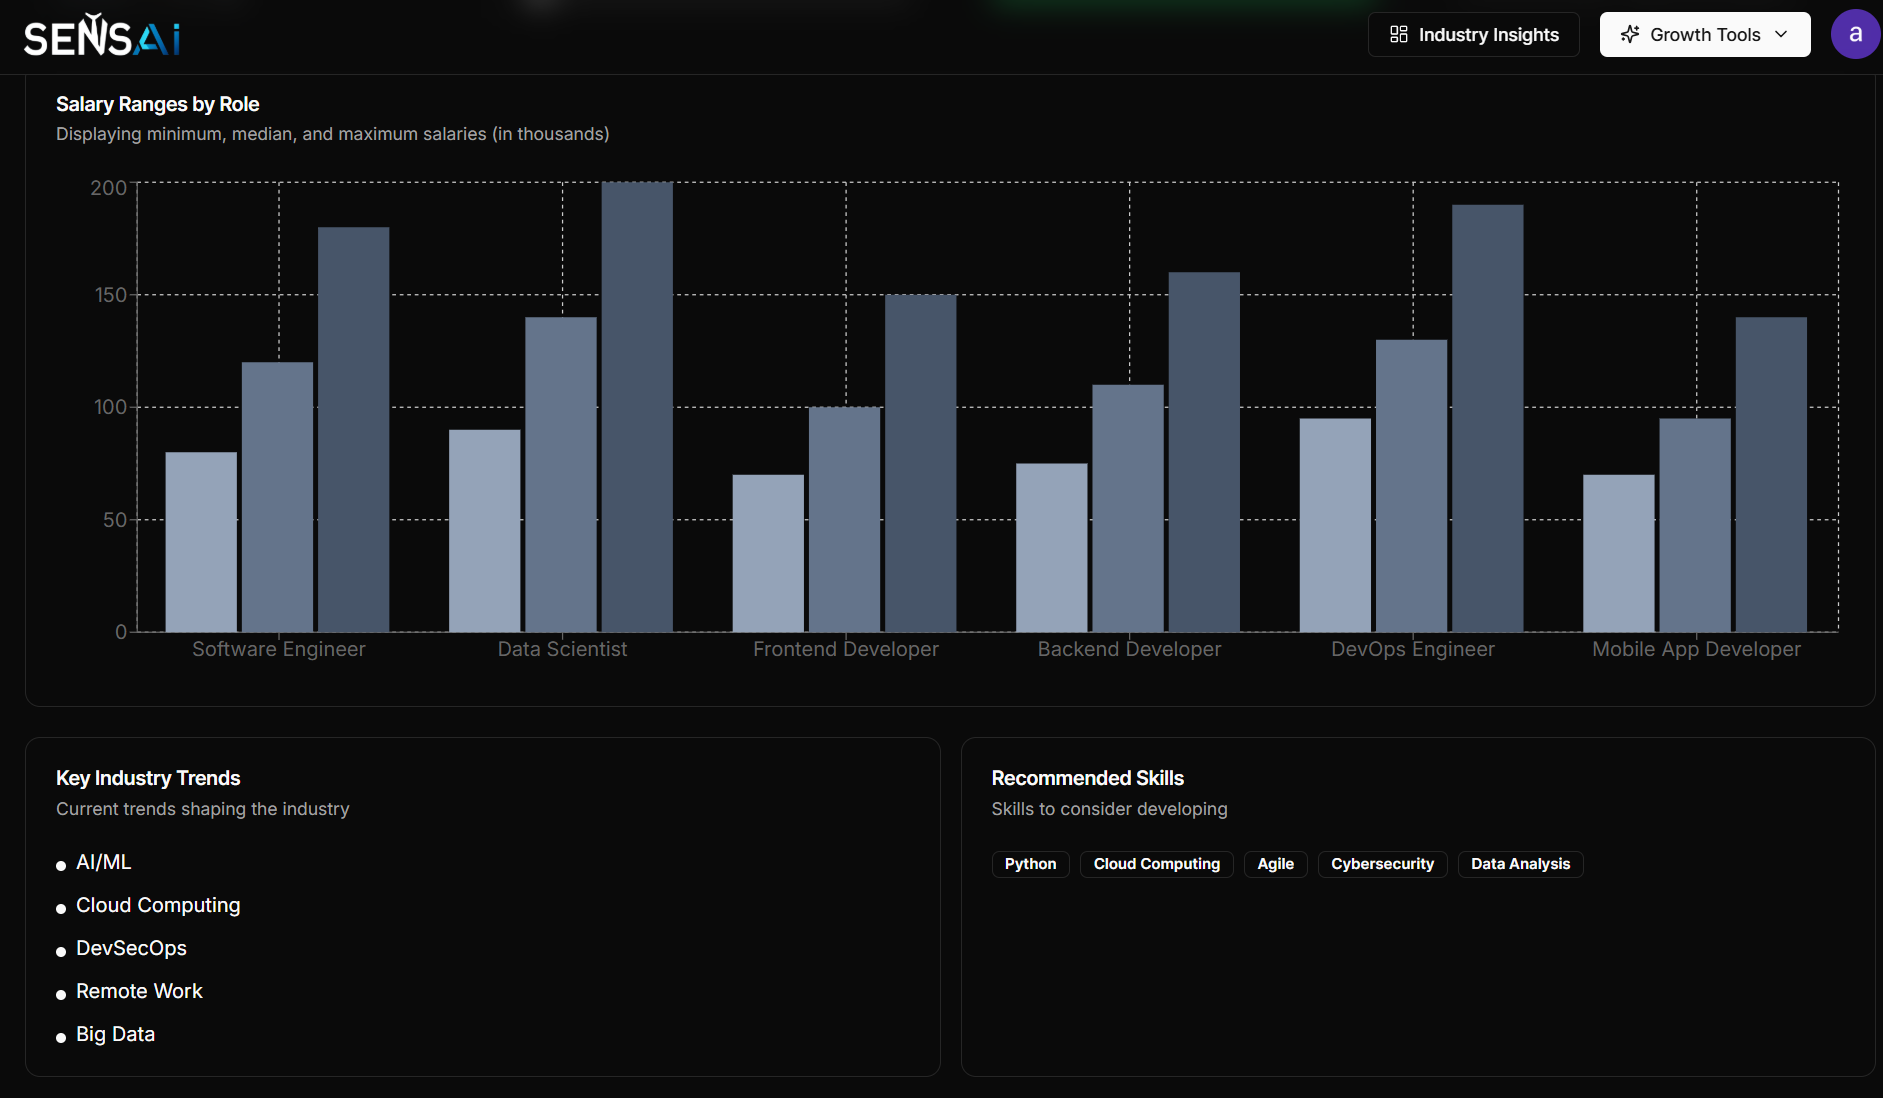 SENSAi
Industry Insights
Growth Tools
a
Salary Ranges by Role
Displaying minimum, median, and maximum salaries (in thousands)
200
150
100
50
0
Software Engineer
Data Scientist
Frontend Developer
Backend Developer
DevOps Engineer
Mobile App Developer
Key Industry Trends
Current trends shaping the industry
AI/ML
Cloud Computing
DevSecOps
Remote Work
Big Data
Recommended Skills
Skills to consider developing
Python
Cloud Computing
Agile
Cybersecurity
Data Analysis